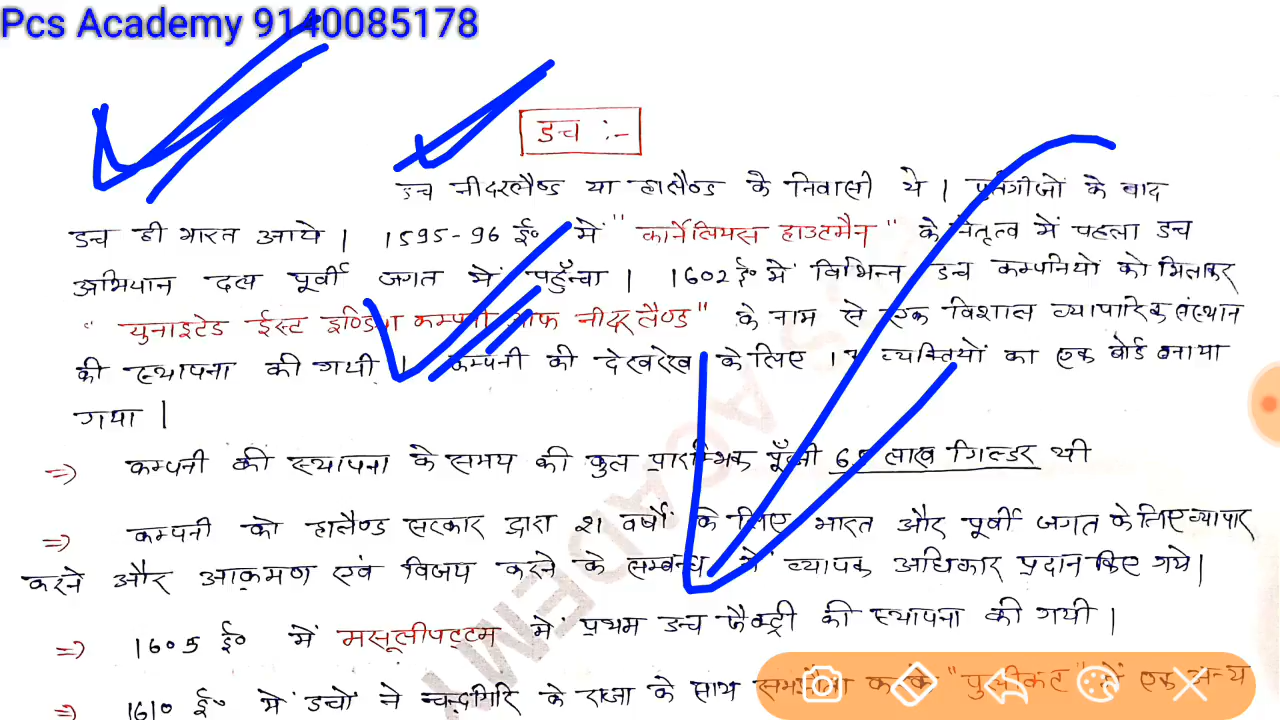 Pcs Academy 9140085178
डच :-
डच नीदरलैण्ड या हालैण्ड के निवासी थे | पुर्तगीजों के बाद
डच ही भारत आये | 1595-96 ई० में "कार्नेलियस हाउटमैन" के नेतृत्व में पहला डच
अभियान दल पूर्वी जगत में पहुँन्चा | 1602 ई० में विभिन्न डच कम्पनियों को मिलाकर
"युनाइटेड ईस्ट इण्डिया कम्पनी ऑफ नीदरलैण्ड" के नाम से एक विशाल व्यापारिक संस्थान
की स्थापना की गयी | कम्पनी की देखरेख के लिए व्यक्तियों का एक बोर्ड बनाया
गया |
=> कम्पनी की स्थापना के समय की कुल प्रारम्भिक पूँजी लाख गिल्डर थी
=> कम्पनी को हालैण्ड सरकार द्वारा 21 वर्षों के लिए भारत और पूर्वी जगत के लिए व्यापार
करने और आक्रमण एवं विजय करने के सम्बन्ध में व्यापक अधिकार प्रदान किए गये |
=> 1605 ई० में मसूलीपट्टम में प्रथम डच फैक्ट्री की स्थापना की गयी |
=> 1610 ई० में डचों ने चन्द्रगिरि के राजा के साथ समझौता कर के "पुलीकट" में एक अन्य